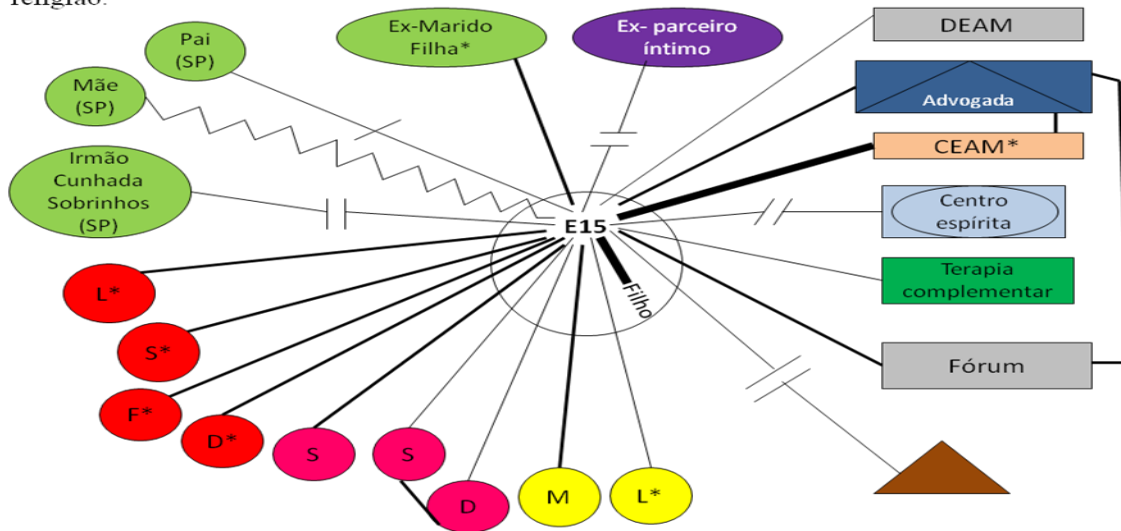 religião.
Pai
(SP)
Ex-Marido
Filha*
Ex- parceiro
íntimo
DEAM
Mãe
(SP)
Advogada
CEAM*
Irmão
Cunhada
Sobrinhos
(SP)
Centro
espírita
E15
Filho
Terapia
complementar
L*
S*
Fórum
F*
D*
S
S
D
M
L*